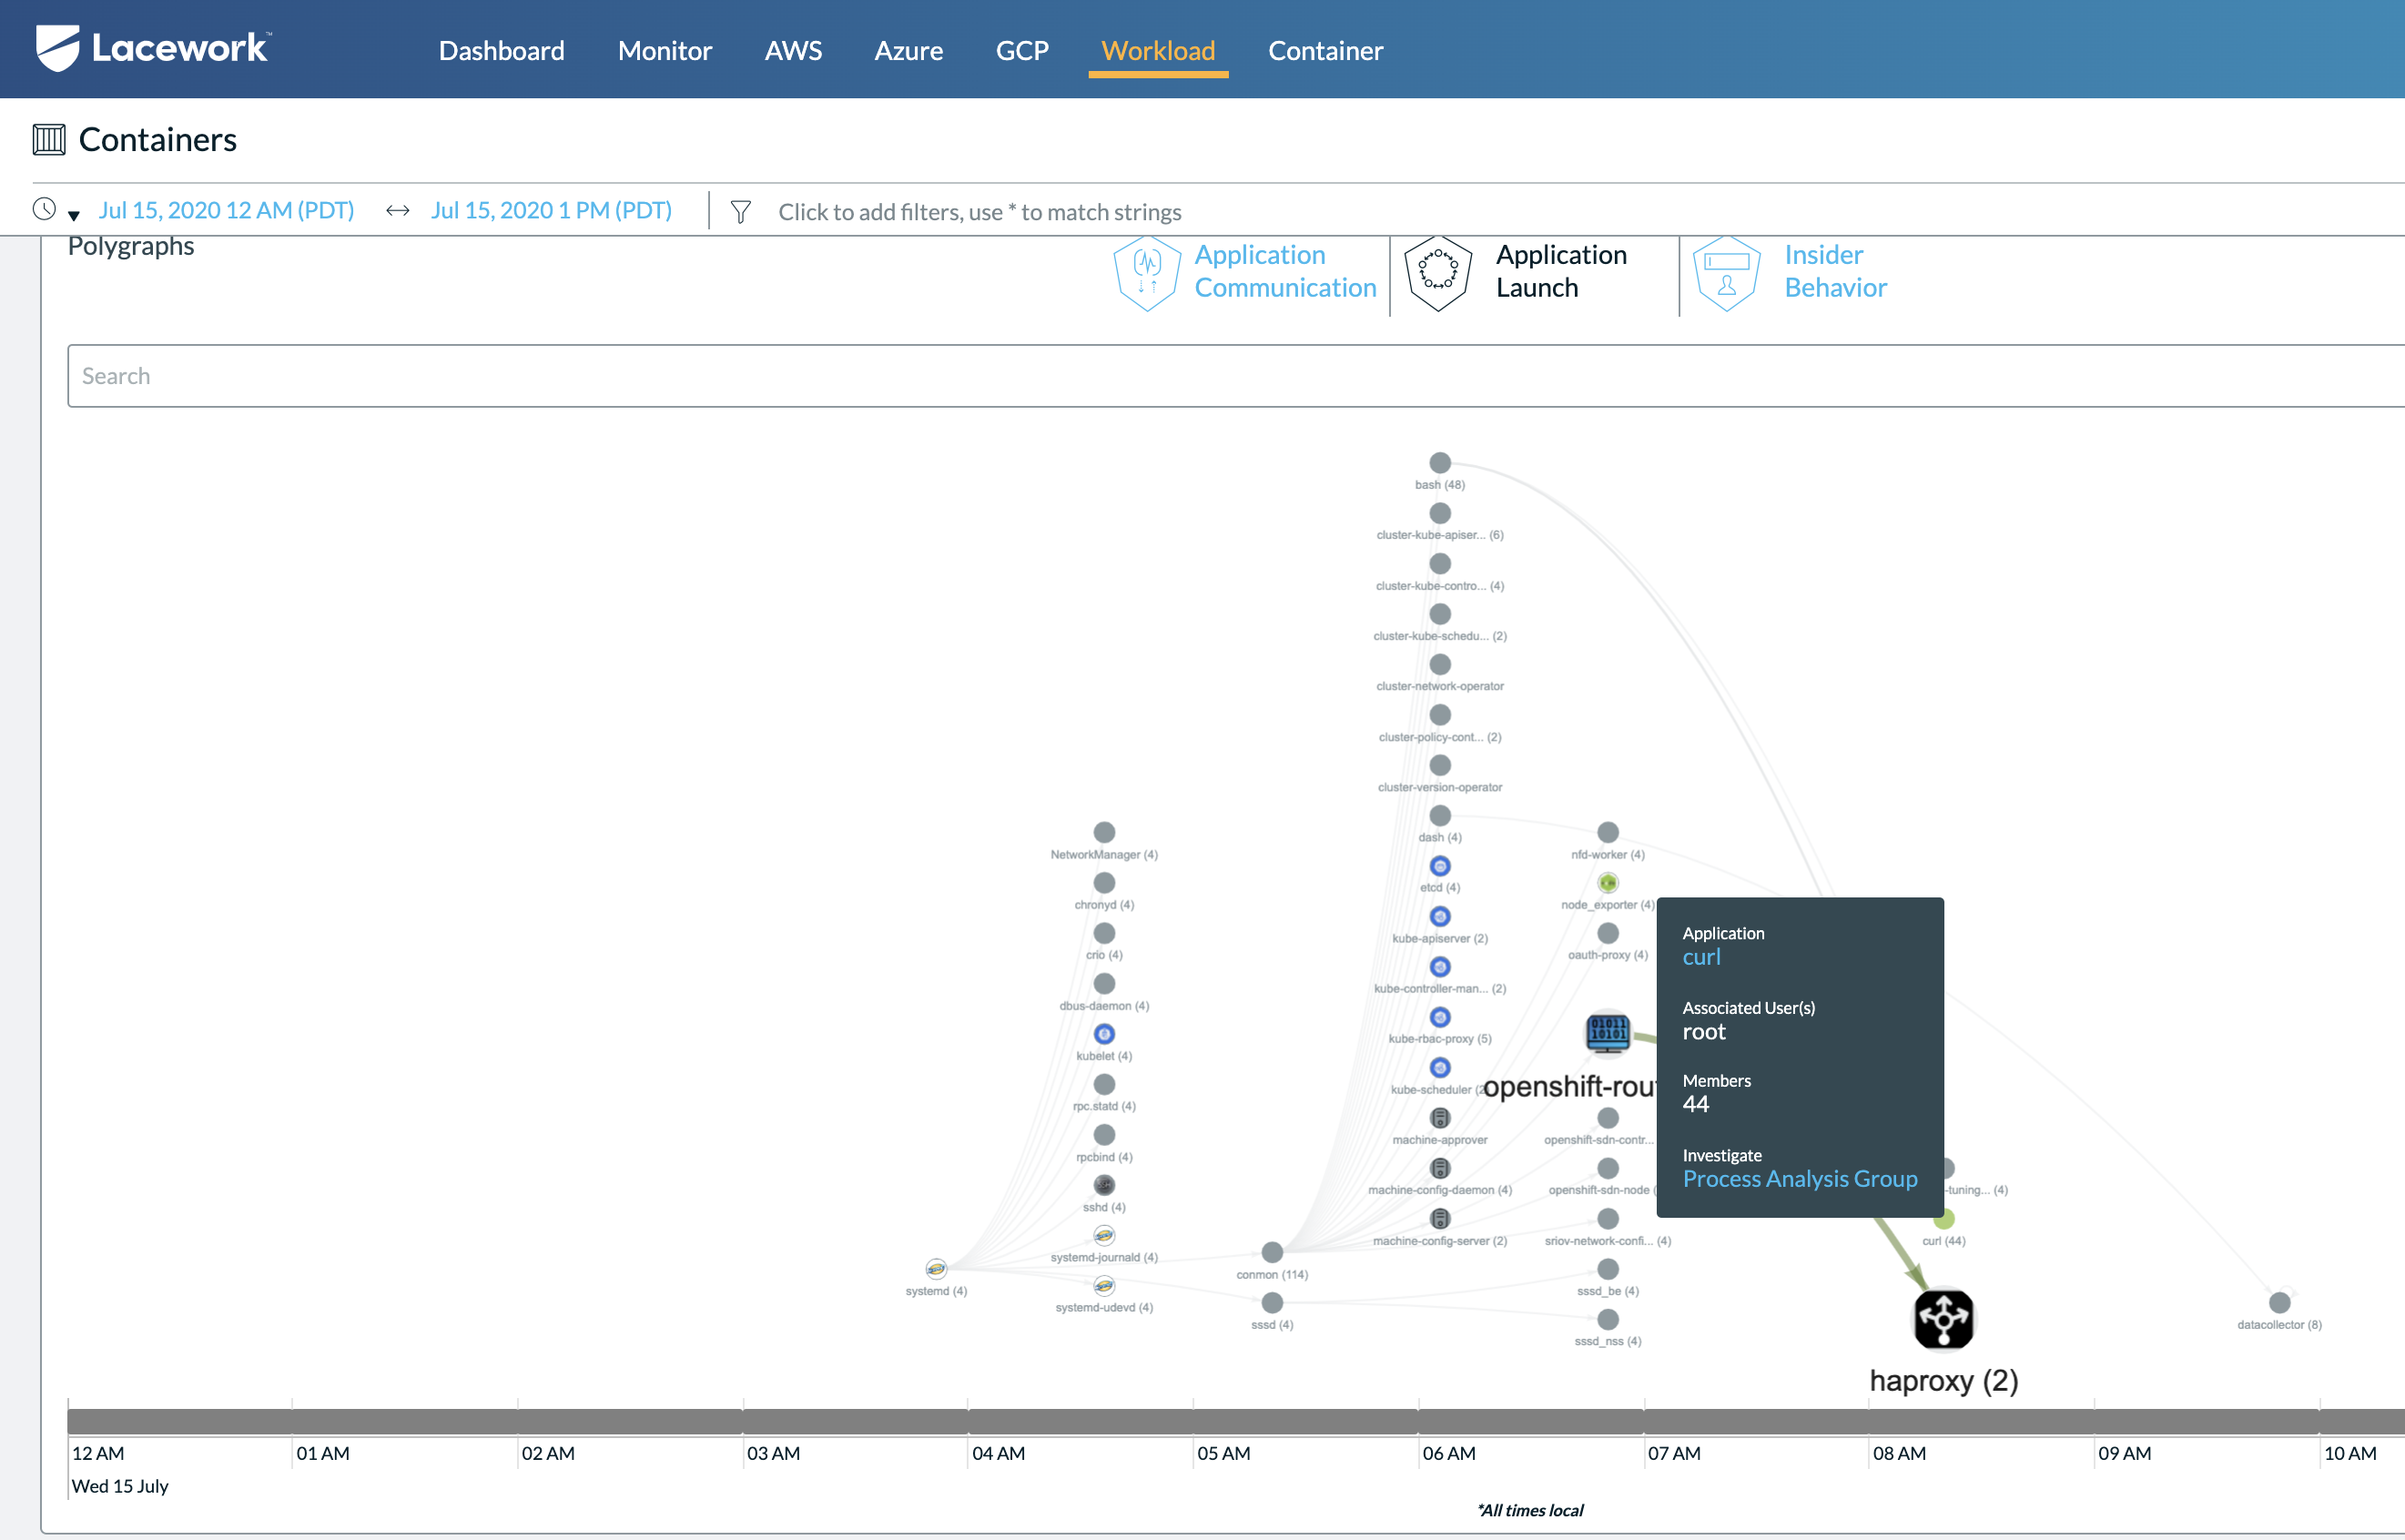 Lacework™
Dashboard Monitor AWS Azure GCP Workload Container
Containers
Jul 15, 2020 12 AM (PDT) ↔ Jul 15, 2020 1 PM (PDT) Click to add filters, use * to match strings
Polygraphs
Application
Communication
Application
Launch
Insider
Behavior
Search
bash (48)
cluster-kube-apiser... (6)
cluster-kube-contro... (4)
cluster-kube-schedu... (2)
cluster-network-operator
cluster-policy-cont... (2)
cluster-version-operator
dash (4)
etcd (4)
kube-apiserver (2)
kube-controller-man... (2)
kube-rbac-proxy (5)
kube-scheduler (2
machine-approver
machine-config-daemon (4)
machine-config-server (2)
NetworkManager (4)
chronyd (4)
crio (4)
dbus-daemon (4)
kubelet (4)
rpc.statd (4)
rpcbind (4)
sshd (4)
systemd-journald (4)
systemd-udevd (4)
systemd (4)
conmon (114)
sssd (4)
nfd-worker (4)
node_exporter (4)
oauth-proxy (4)
01011
10101
openshift-rou
openshift-sdn-contr...
openshift-sdn-node (
sriov-network-confi... (4)
sssd_be (4)
sssd_nss (4)
Application
curl
Associated User(s)
root
Members
44
Investigate
Process Analysis Group
-tuning... (4)
curl (44)
haproxy (2)
datacollector (8)
12 AM 01 AM 02 AM 03 AM 04 AM 05 AM 06 AM 07 AM 08 AM 09 AM 10 AM
Wed 15 July
*All times local